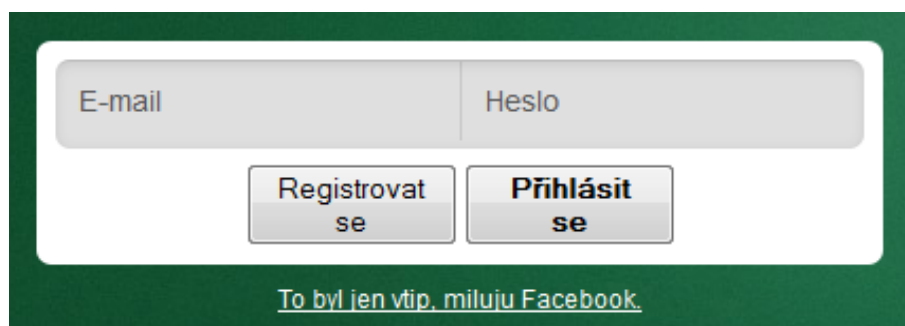 E-mail Heslo
Registrovat Přihlásit
se se
To byl jen vtip, miluju Facebook.